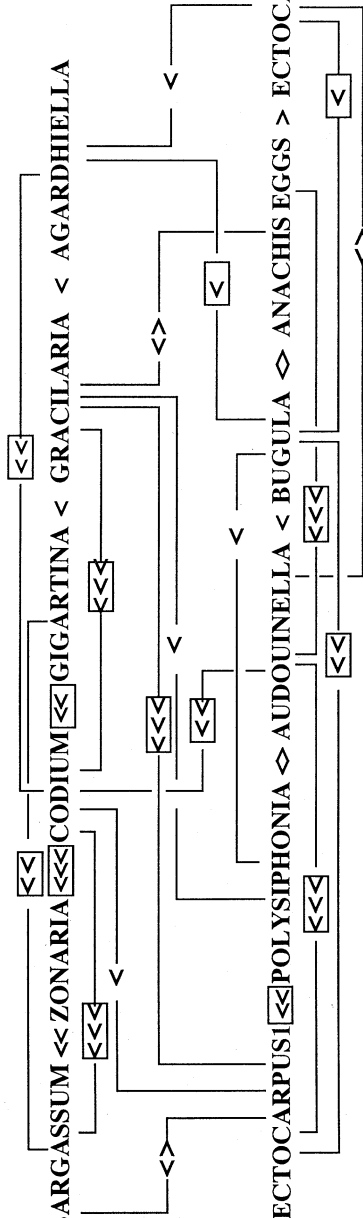 <<
<<
ARGASSUM << ZONARIA <<<< CODIUM << GIGARTINA < GRACILARIA < AGARDHIELLA
<<< < <<<
<> <<< << < <> < <
<
ECTOCARPUS1 << POLYSIPHONIA <> AUDOUINELLA < BUGULA <> ANACHIS EGGS > ECTOC
<<< <<<
<< <